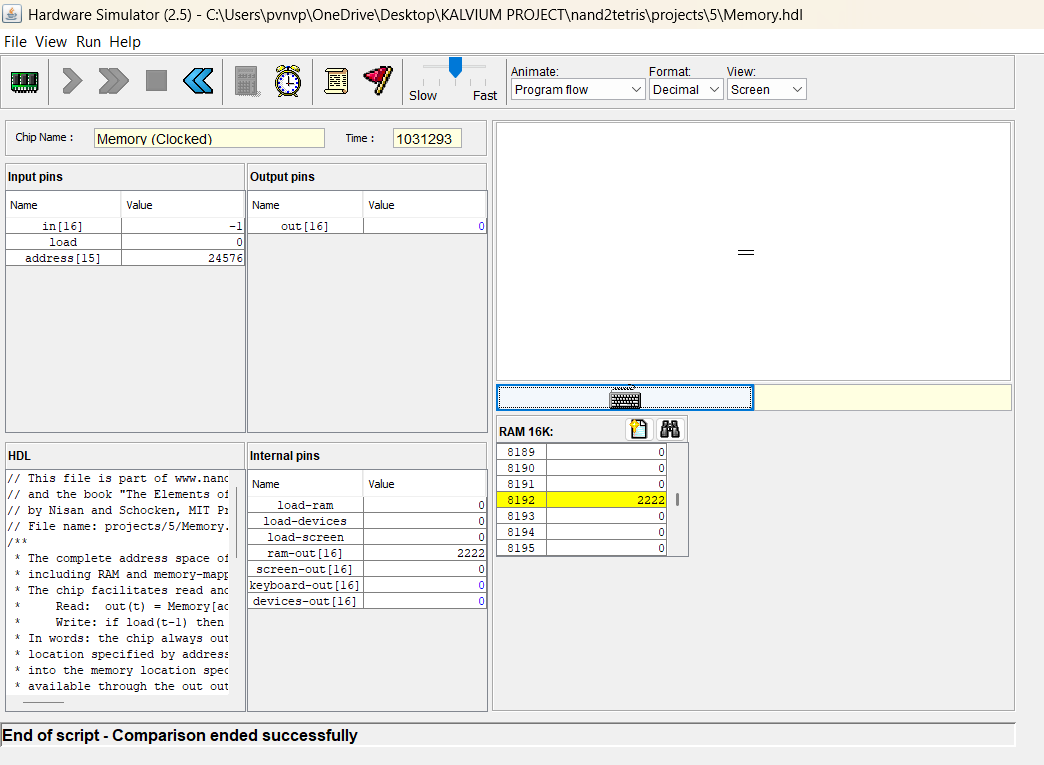 Hardware Simulator (2.5) - C:\Users\pvnvp\OneDrive\Desktop\KALVIUM PROJECT\nand2tetris\projects\5\Memory.hdl
File View Run Help
Slow Fast
Animate: Format: View:
Program flow Decimal Screen
Chip Name : Memory (Clocked) Time : 1031293
Input pins
Name Value
in[16] -1
load 0
address[15] 24576
Output pins
Name Value
out[16] 0
HDL
// This file is part of www.nand
// and the book "The Elements of
// by Nisan and Schocken, MIT Pr
// File name: projects/5/Memory.
/**
* The complete address space of
* including RAM and memory-mapp
* The chip facilitates read and
* Read: out(t) = Memory[ad
* Write: if load(t-1) then
* In words: the chip always out
* location specified by address
* into the memory location spec
* available through the out out
Internal pins
Name Value
load-ram 0
load-devices 0
load-screen 0
ram-out[16] 2222
screen-out[16] 0
keyboard-out[16] 0
devices-out[16] 0
RAM 16K:
8189 0
8190 0
8191 0
8192 2222
8193 0
8194 0
8195 0
End of script - Comparison ended successfully